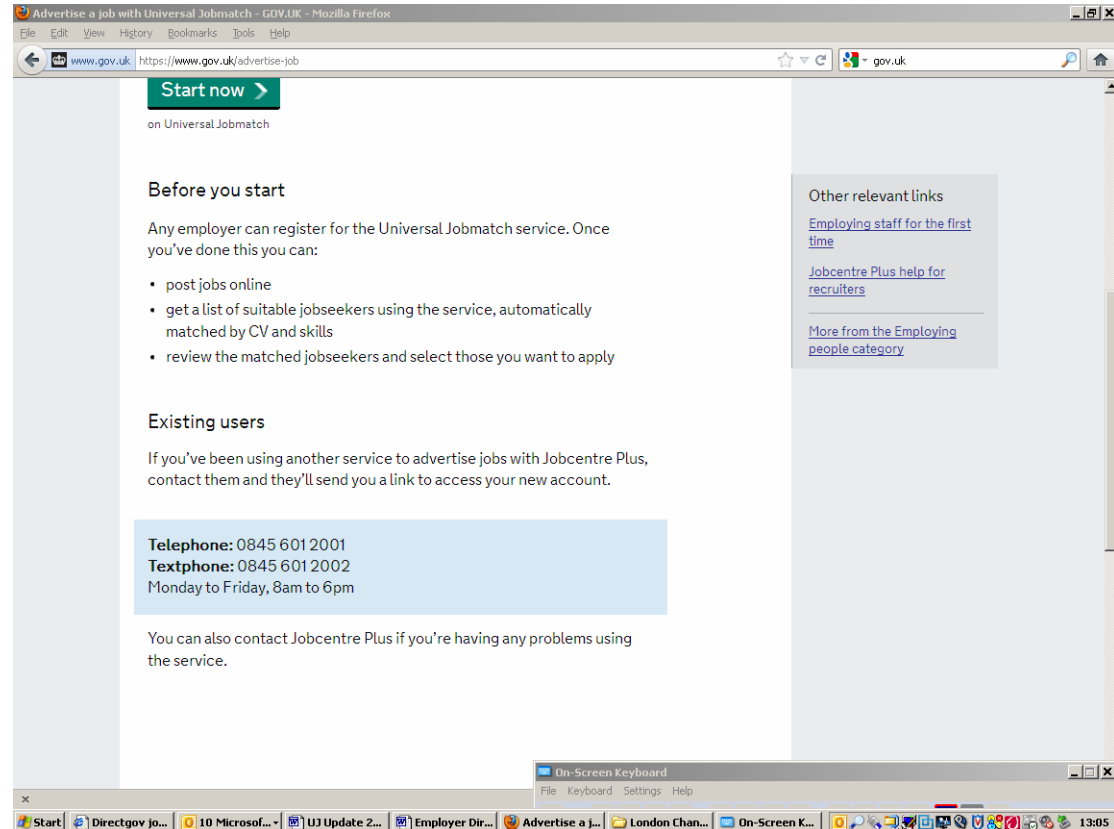 Advertise a job with Universal Jobmatch - GOV.UK - Mozilla Firefox
File Edit View History Bookmarks Tools Help
www.gov.uk https://www.gov.uk/advertise-job gov.uk
Start now
on Universal Jobmatch
Before you start
Any employer can register for the Universal Jobmatch service. Once
you've done this you can:
• post jobs online
• get a list of suitable jobseekers using the service, automatically
matched by CV and skills
• review the matched jobseekers and select those you want to apply
Existing users
If you've been using another service to advertise jobs with Jobcentre Plus,
contact them and they'll send you a link to access your new account.
Telephone: 0845 601 2001
Textphone: 0845 601 2002
Monday to Friday, 8am to 6pm
You can also contact Jobcentre Plus if you're having any problems using
the service.
Other relevant links
Employing staff for the first
time
Jobcentre Plus help for
recruiters
More from the Employing
people category
On-Screen Keyboard
File Keyboard Settings Help
Start Directgov jo... 10 Microsof... UJ Update 2... Employer Dir... Advertise a j... London Chan... On-Screen K... 13:05